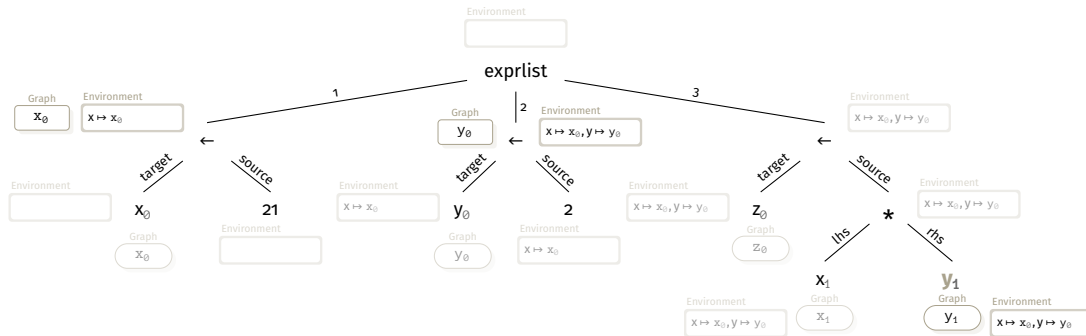 Environment
exprlist
1
2
3
Graph
x₀
Environment
x ↦ x₀
←
y₀
←
Environment
x ↦ x₀, y ↦ y₀
Environment
x ↦ x₀, y ↦ y₀
←
target
source
target
source
target
source
Environment
x₀
Graph
x₀
21
Environment
Environment
x ↦ x₀
y₀
Graph
y₀
2
Environment
x ↦ x₀
Environment
x ↦ x₀, y ↦ y₀
z₀
Graph
z₀
*
Environment
x ↦ x₀, y ↦ y₀
lhs
rhs
Environment
x ↦ x₀, y ↦ y₀
x₁
Graph
x₁
y₁
Graph
y₁
Environment
x ↦ x₀, y ↦ y₀
Graph